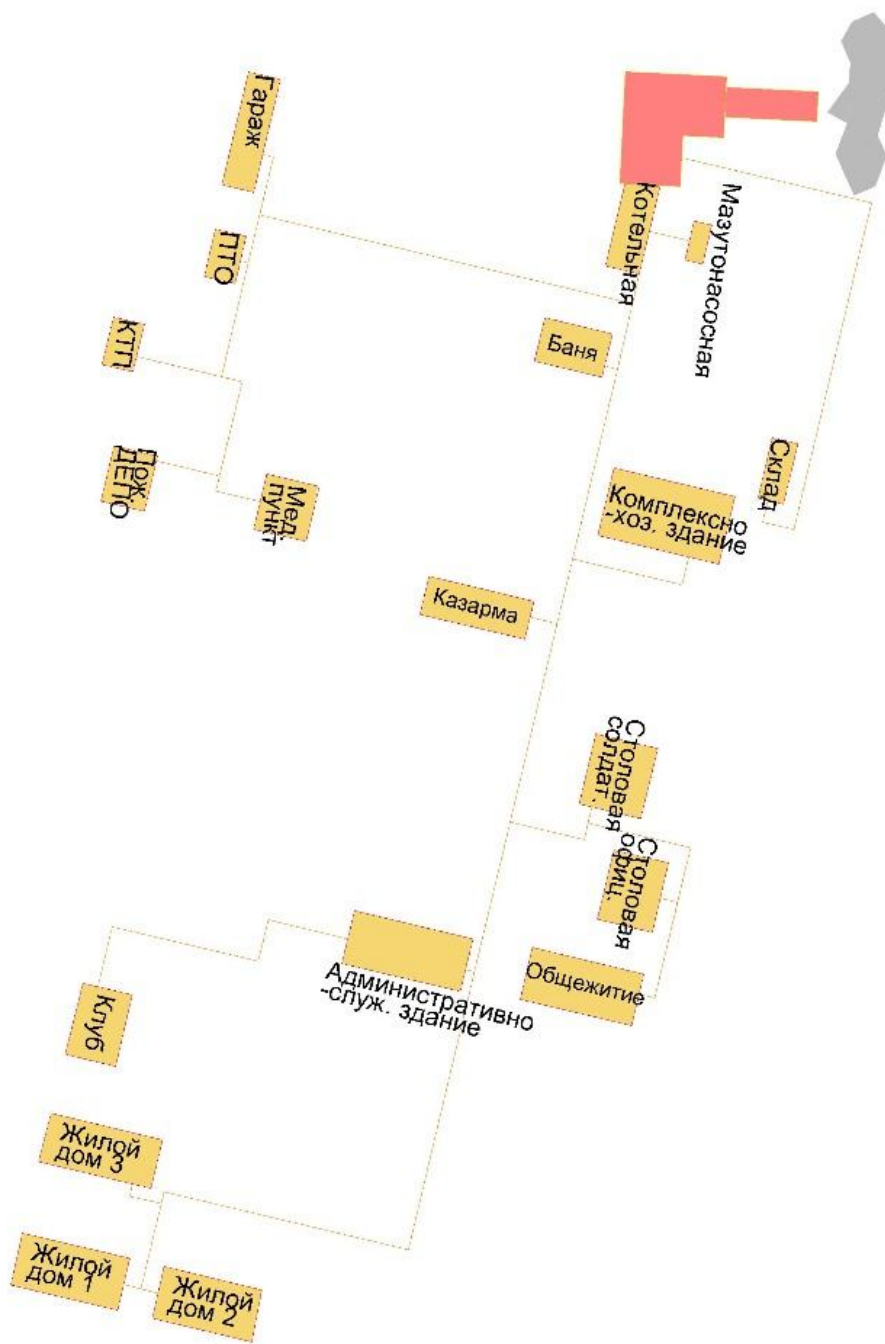 Гараж
ПТО
КТП
Пож.
ДЕПО
Мед.
пункт
Котельная
Мазутонасосная
Баня
Склад
Комплексно
-хоз. здание
Казарма
Столовая
солдат.
Столовая
офиц.
Общежитие
Административно
-служ. здание
Клуб
Жилой
дом 3
Жилой
дом 1
Жилой
дом 2